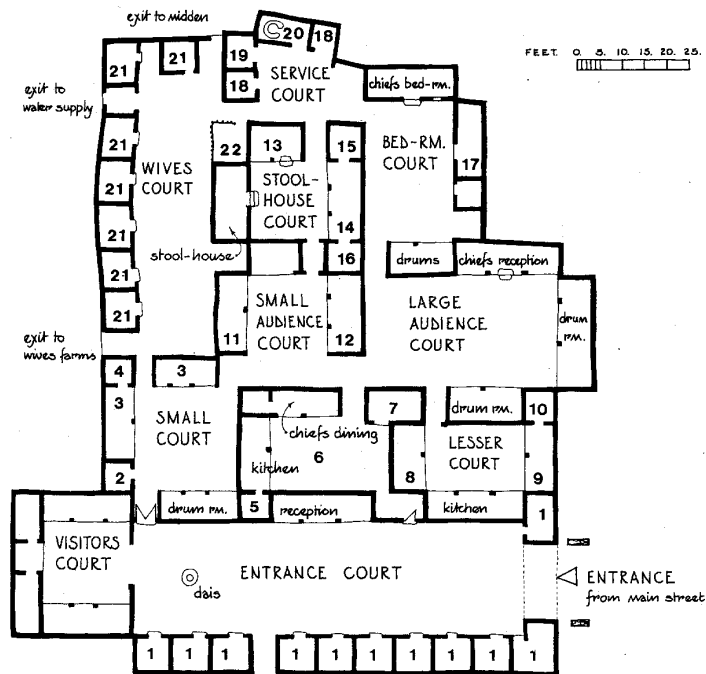 exit to midden
20
18
FEET. 0. 5. 10. 15. 20. 25.
21
21
19
SERVICE
COURT
18
chiefs bed-rm.
exit to
water supply
21
22
13
15
BED-RM.
COURT
17
WIVES
COURT
21
STOOL-
HOUSE
COURT
14
21
stool-house
16
drums
chiefs reception
21
SMALL
AUDIENCE
COURT
LARGE
AUDIENCE
COURT
drum
rm.
21
11
12
exit to
wives farms
4
3
3
7
drum rm.
10
SMALL
COURT
chiefs dining
LESSER
COURT
kitchen
6
8
9
2
drum rm.
5
reception
kitchen
1
VISITORS
COURT
ENTRANCE COURT
dais
ENTRANCE
from main street
1
1
1
1
1
1
1
1
1
1